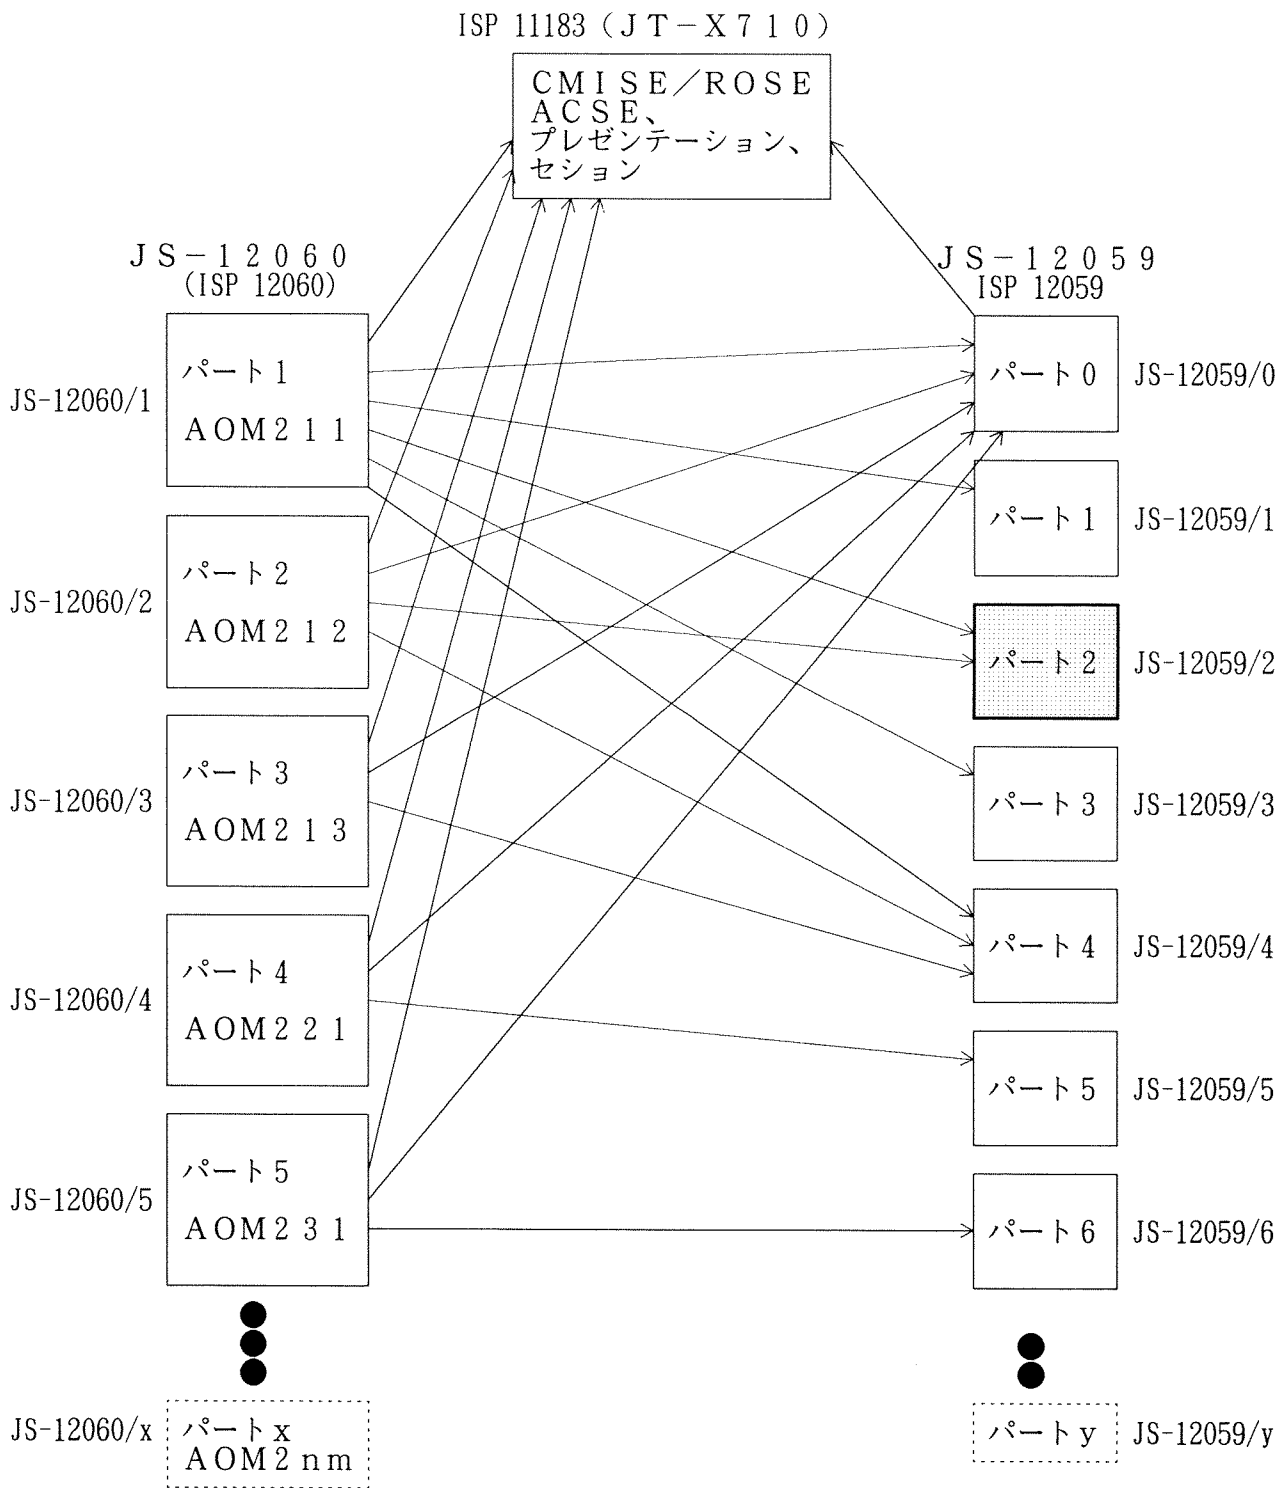 ISP 11183(JT-X710)
CMISE/ROSE
ACSE、
プレゼンテーション、
セション
JS-12060
(ISP 12060)
JS-12059
ISP 12059
JS-12060/1
パート1
AOM211
JS-12060/2
パート2
AOM212
JS-12060/3
パート3
AOM213
JS-12060/4
パート4
AOM221
JS-12060/5
パート5
AOM231
JS-12060/x
パートx
AOM2nm
パート0 JS-12059/0
パート1 JS-12059/1
パート2 JS-12059/2
パート3 JS-12059/3
パート4 JS-12059/4
パート5 JS-12059/5
パート6 JS-12059/6
パートy JS-12059/y